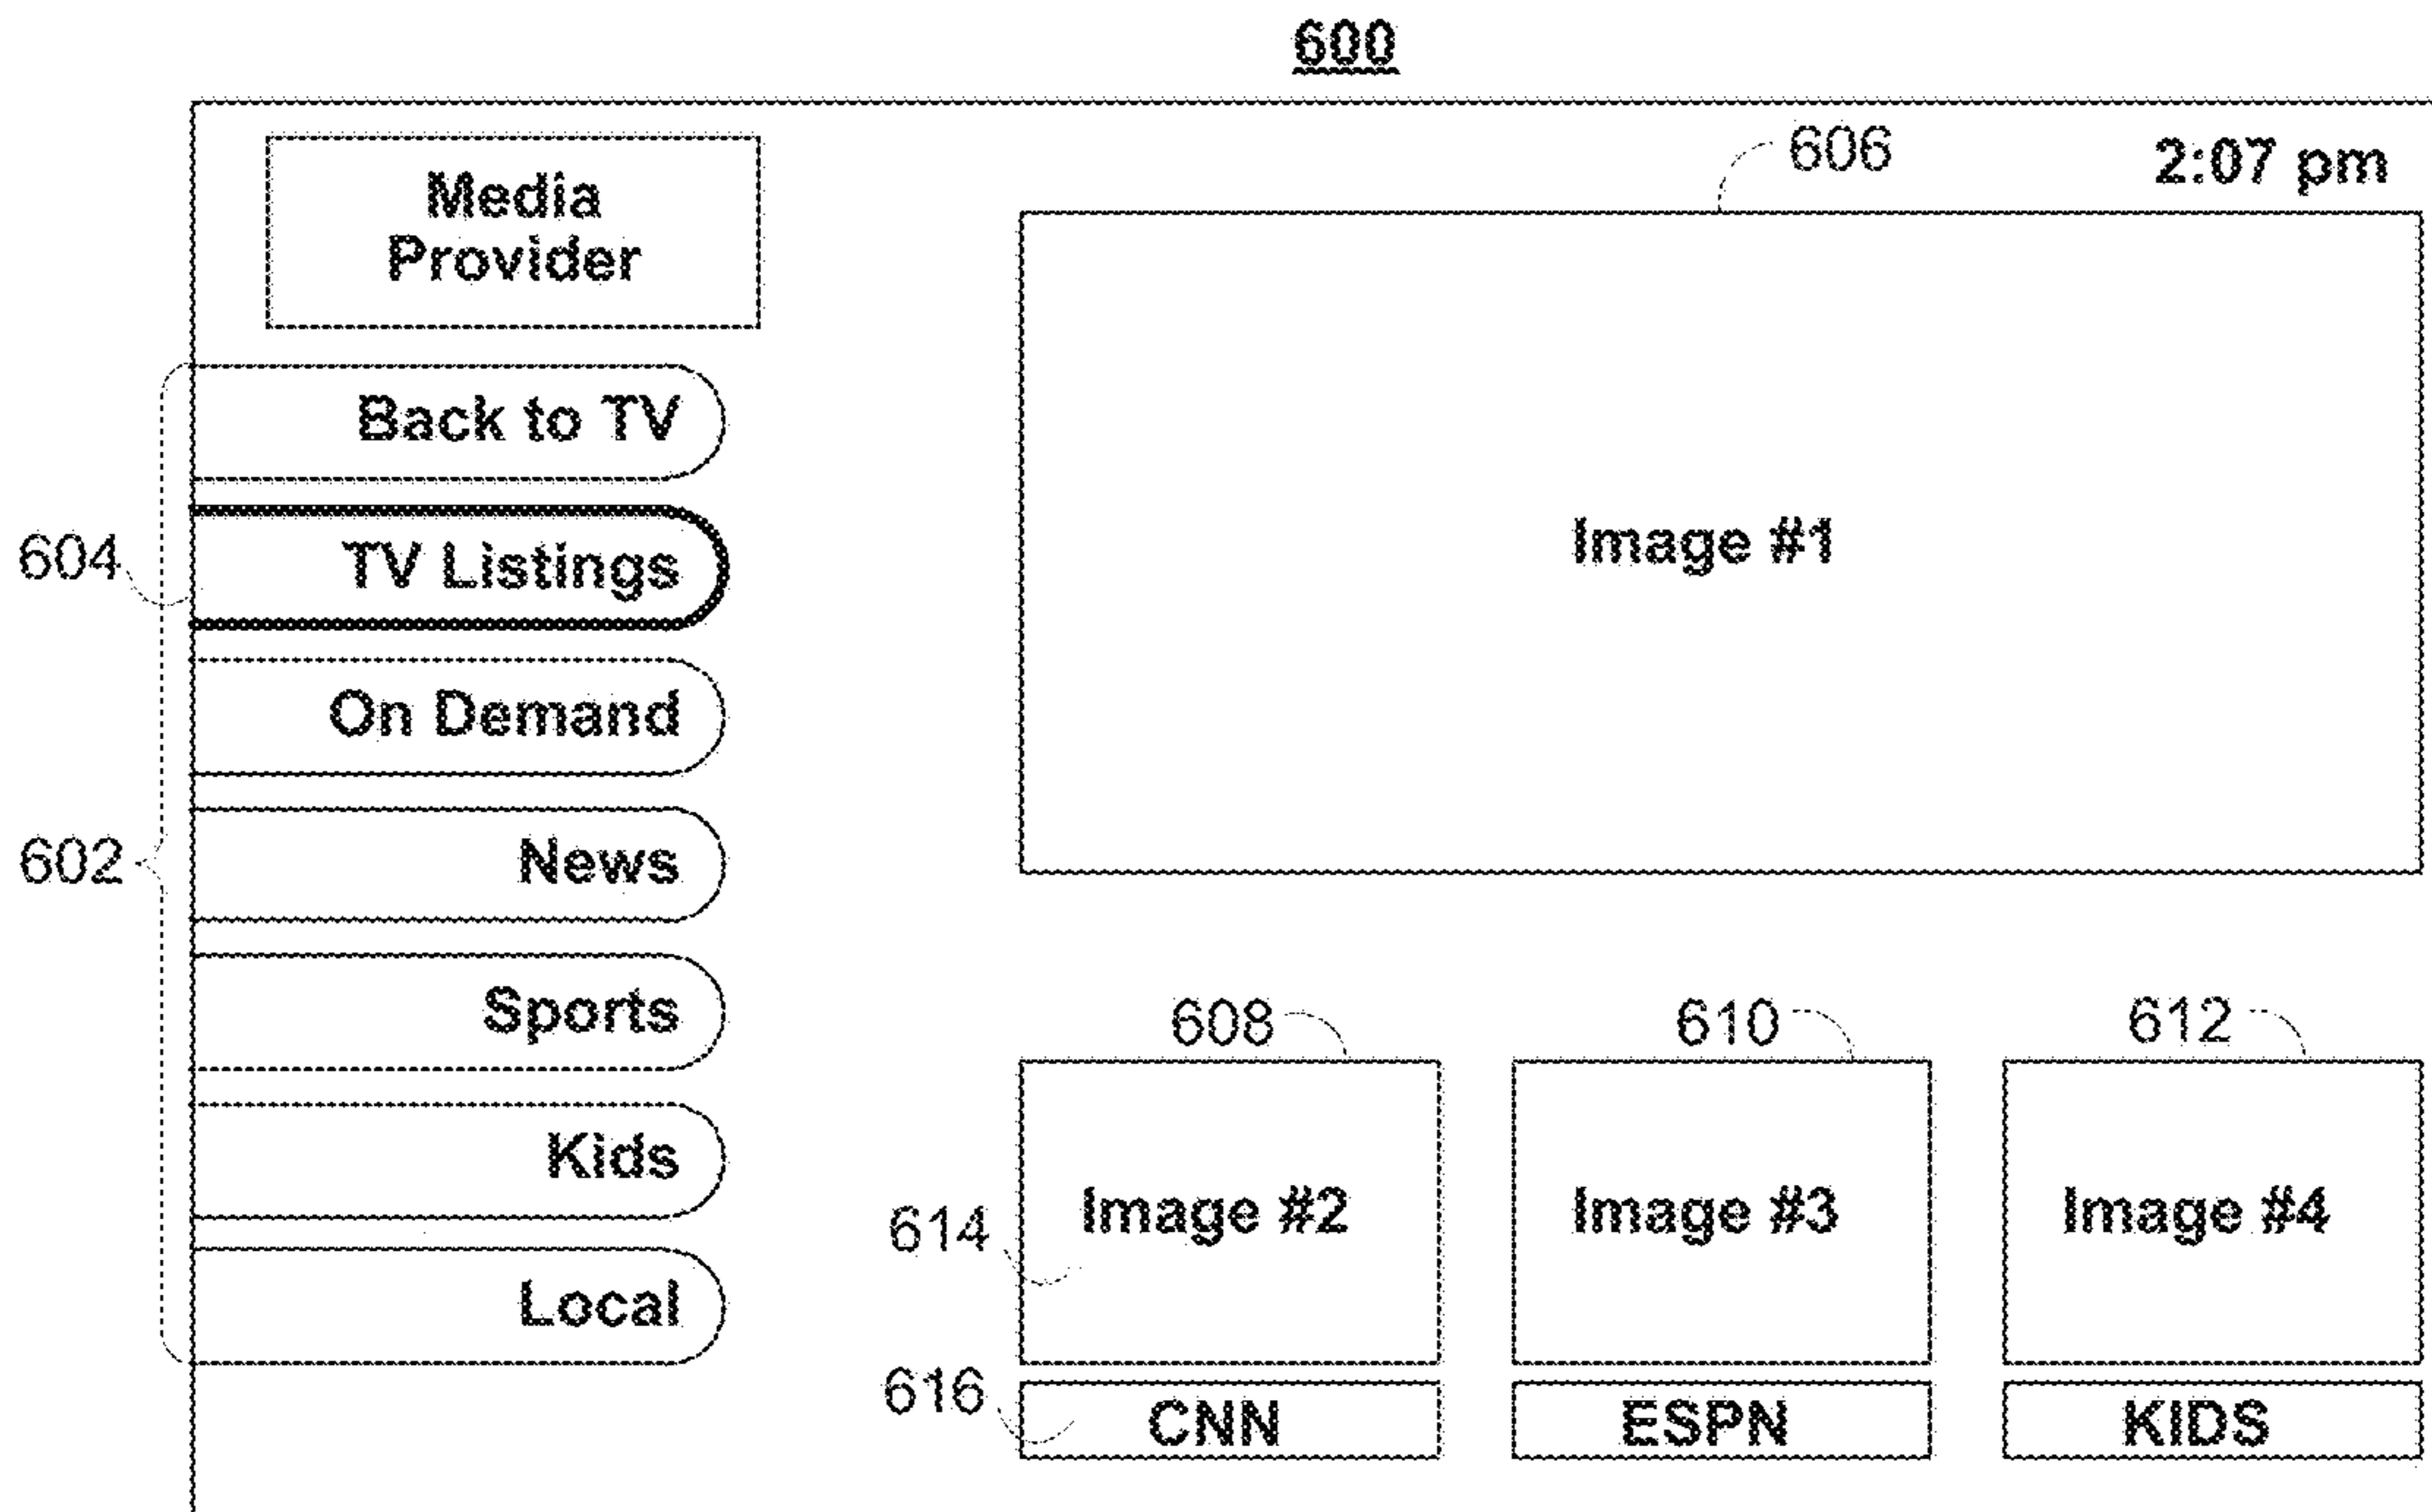 600
606
2:07 pm
Media
Provider
Back to TV
604
TV Listings
Image #1
On Demand
602
News
Sports
608
610
612
Kids
614
Image #2
Image #3
Image #4
Local
616
CNN
ESPN
KIDS